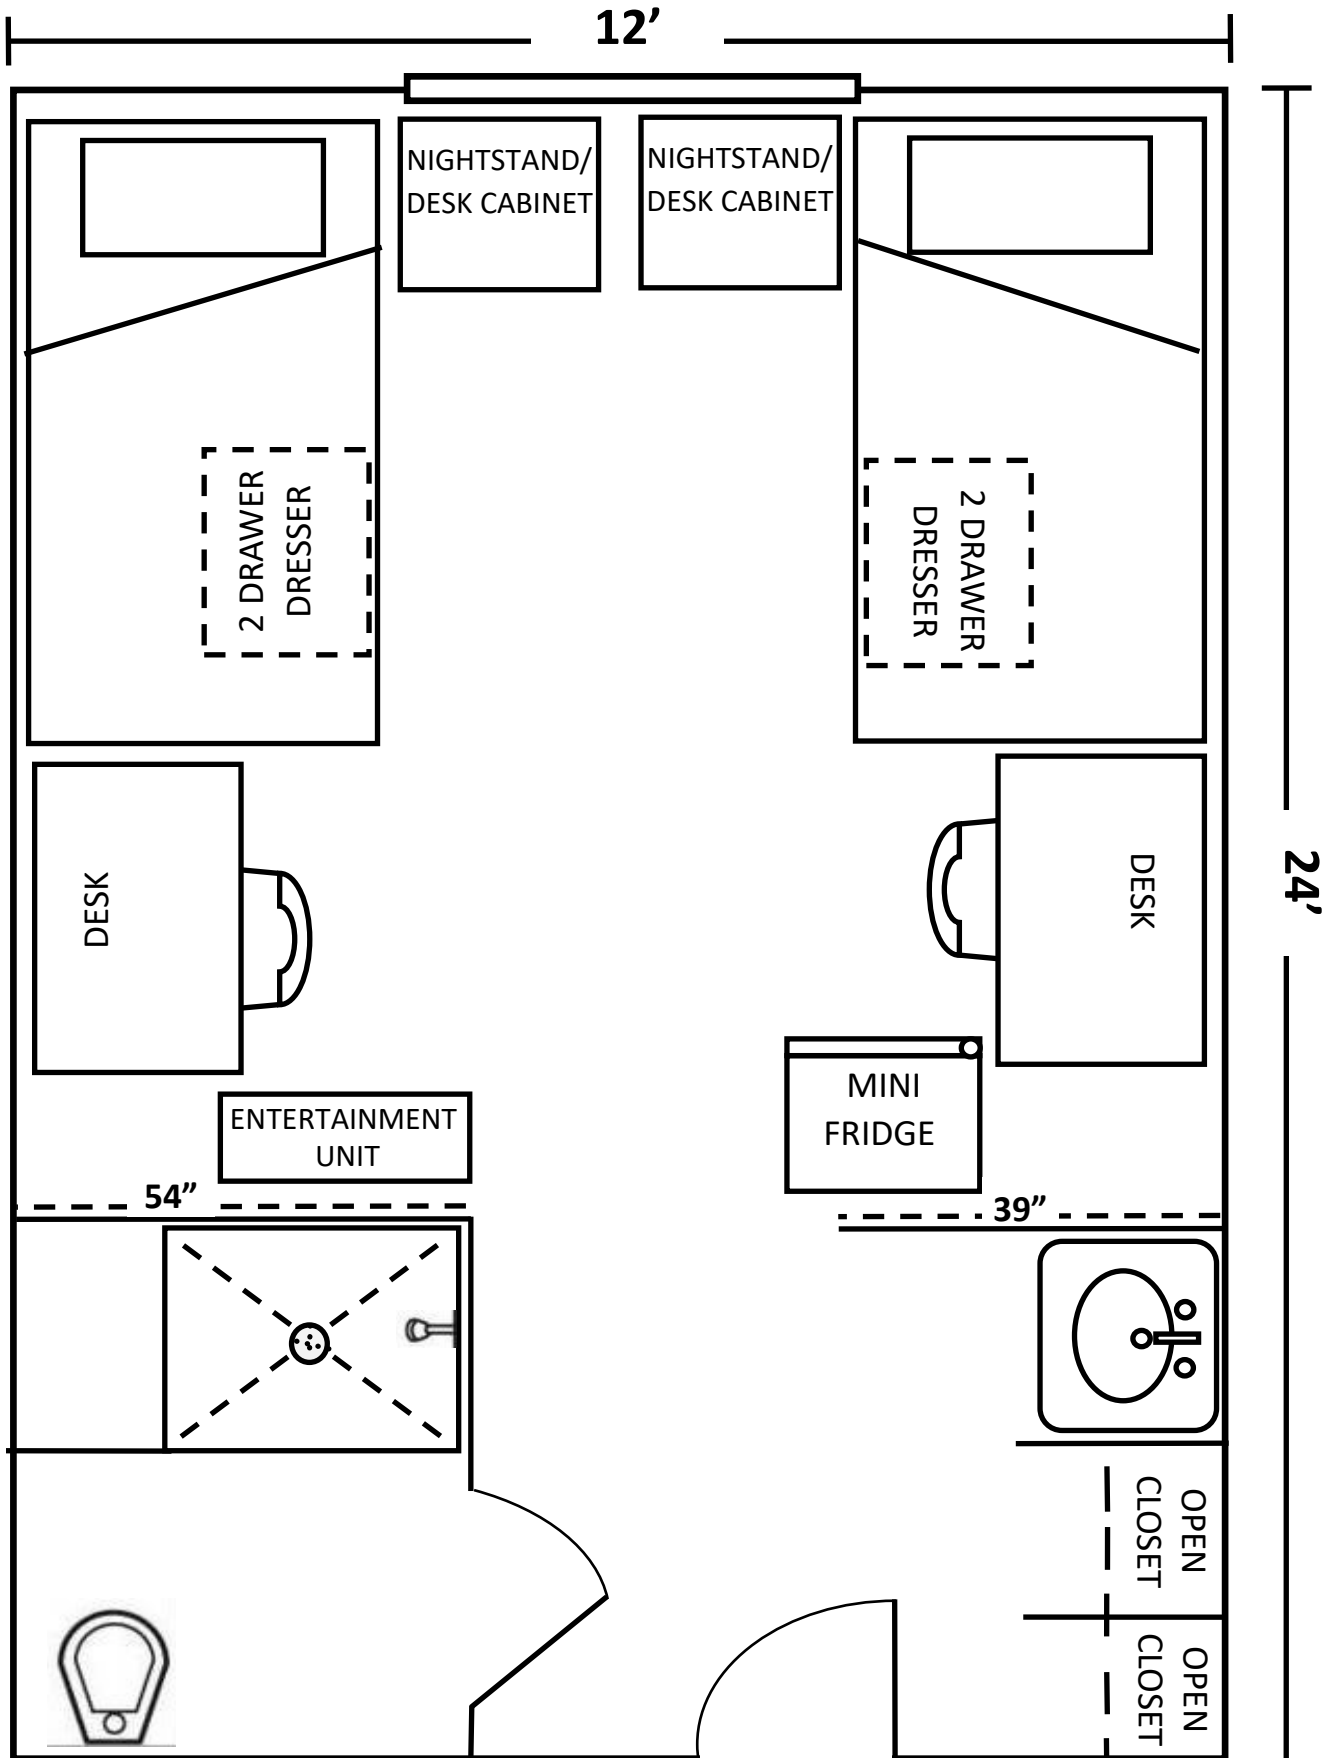 12’
NIGHTSTAND/
DESK CABINET
NIGHTSTAND/
DESK CABINET
2 DRAWER
DRESSER
2 DRAWER
DRESSER
24’
DESK
DESK
MINI
FRIDGE
ENTERTAINMENT
UNIT
54”
39”
OPEN
CLOSET
OPEN
CLOSET